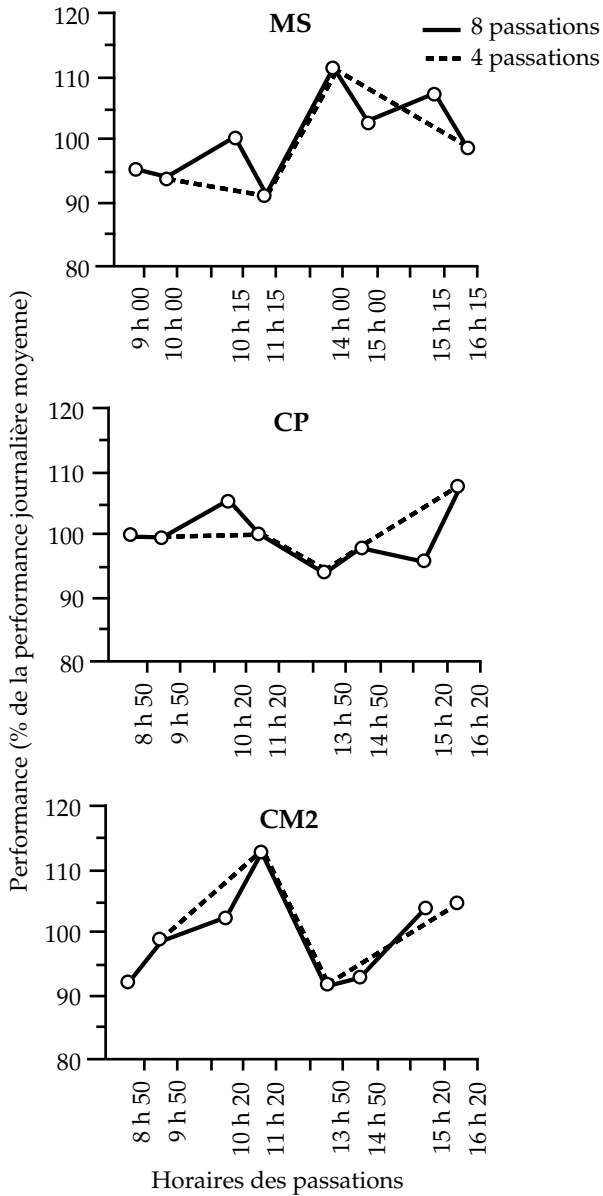 MS
8 passations
4 passations
120
110
100
90
80
9 h 00
10 h 00
10 h 15
11 h 15
14 h 00
15 h 00
15 h 15
16 h 15
Performance (% de la performance journalière moyenne)
CP
120
110
100
90
80
8 h 50
9 h 50
10 h 20
11 h 20
13 h 50
14 h 50
15 h 20
16 h 20
CM2
120
110
100
90
80
8 h 50
9 h 50
10 h 20
11 h 20
13 h 50
14 h 50
15 h 20
16 h 20
Horaires des passations